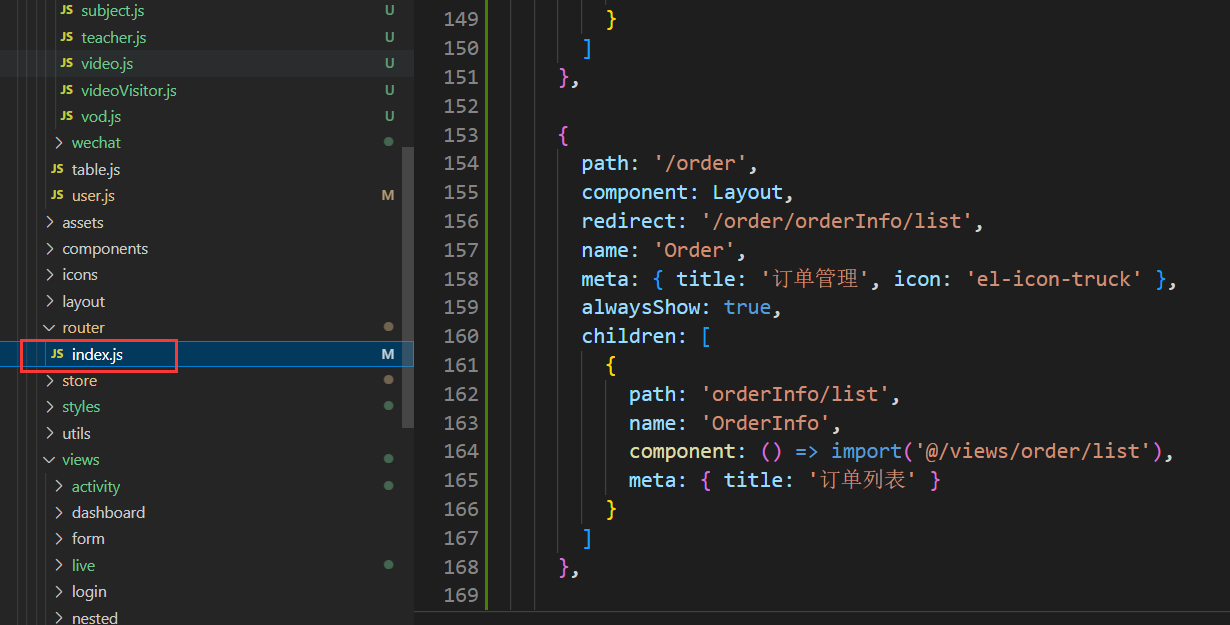 JS subject.js U
JS teacher.js U
JS video.js U
JS videoVisitor.js U
JS vod.js U
wechat
JS table.js
JS user.js M
assets
components
icons
layout
router
JS index.js M
store
styles
utils
views
activity
dashboard
form
live
login
nested
149 }
150 ]
151 },
152
153 {
154 path: '/order',
155 component: Layout,
156 redirect: '/order/orderInfo/list',
157 name: 'Order',
158 meta: { title: '订单管理', icon: 'el-icon-truck' },
159 alwaysShow: true,
160 children: [
161 {
162 path: 'orderInfo/list',
163 name: 'OrderInfo',
164 component: () => import('@/views/order/list'),
165 meta: { title: '订单列表' }
166 }
167 ]
168 },
169